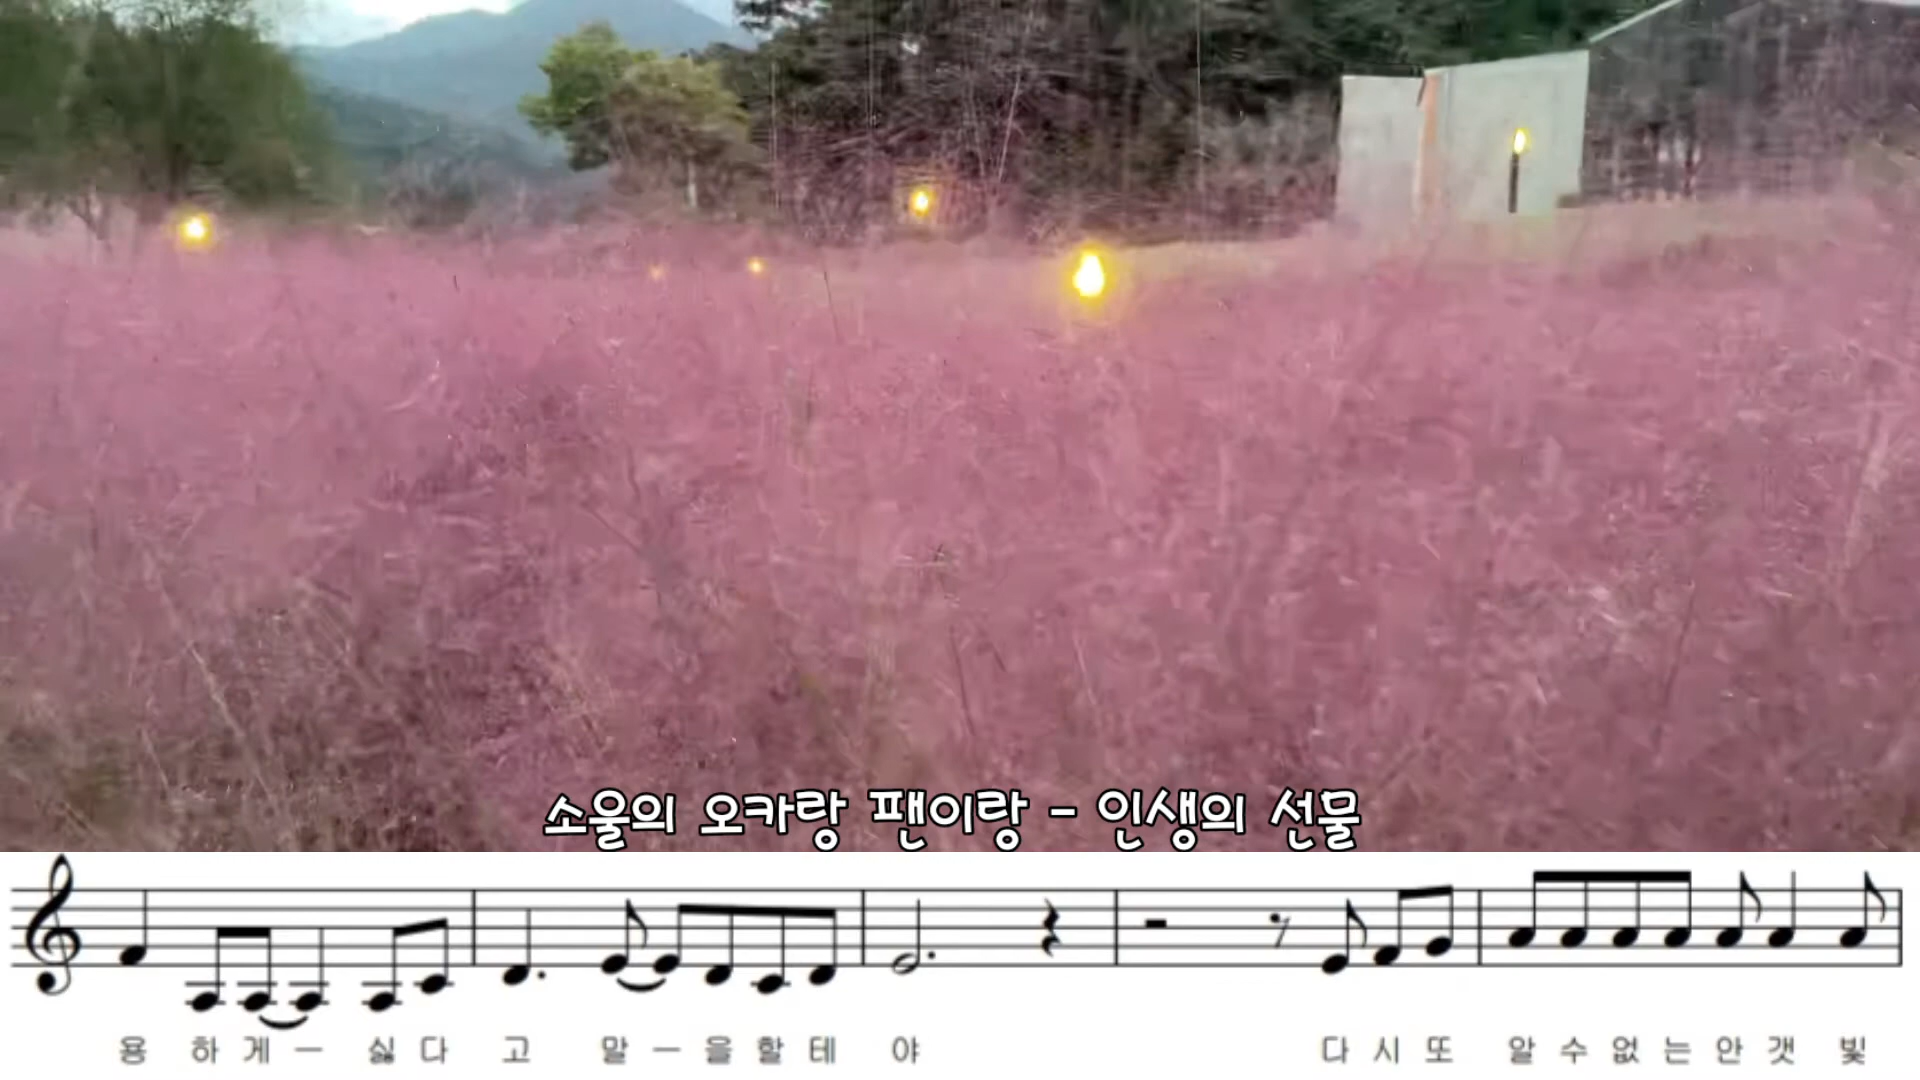 소울의 오카랑 팬이랑 - 인생의 선물
용 하 게 — 싫 다 고 말 — 을 할 테 야 다 시 또 알 수 없 는 안 갯 빛